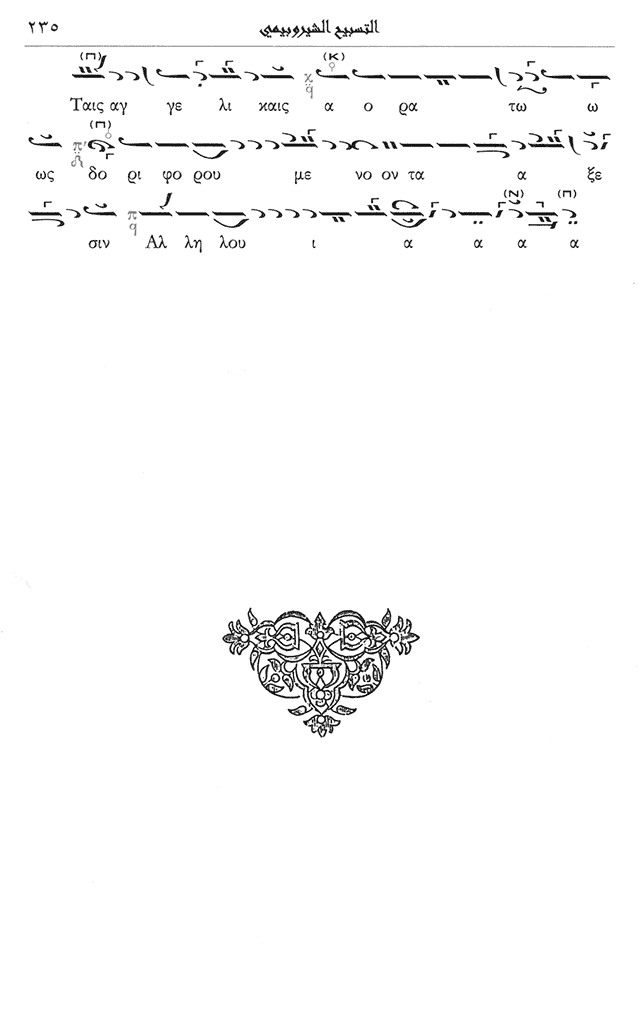 التسبيح الشيروبيمي ٢٣٥
(Π) (Κ)
Ταις αγ γε λι καις α ο ρα τω ω
(Π)
ως δο ρι φο ρου με νο ον τα α ξε
(Ν) (Π)
σιν Αλ λη λου ι α α α α